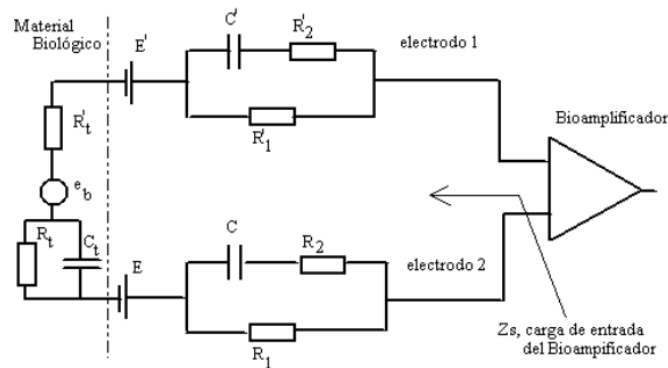 Material
Biológico
E'
C'
R'2
electrodo 1
R't
R'1
Bioamplificador
eb
Rt
Ct
E
C
R2
electrodo 2
R1
Zs, carga de entrada
del Bioampificador